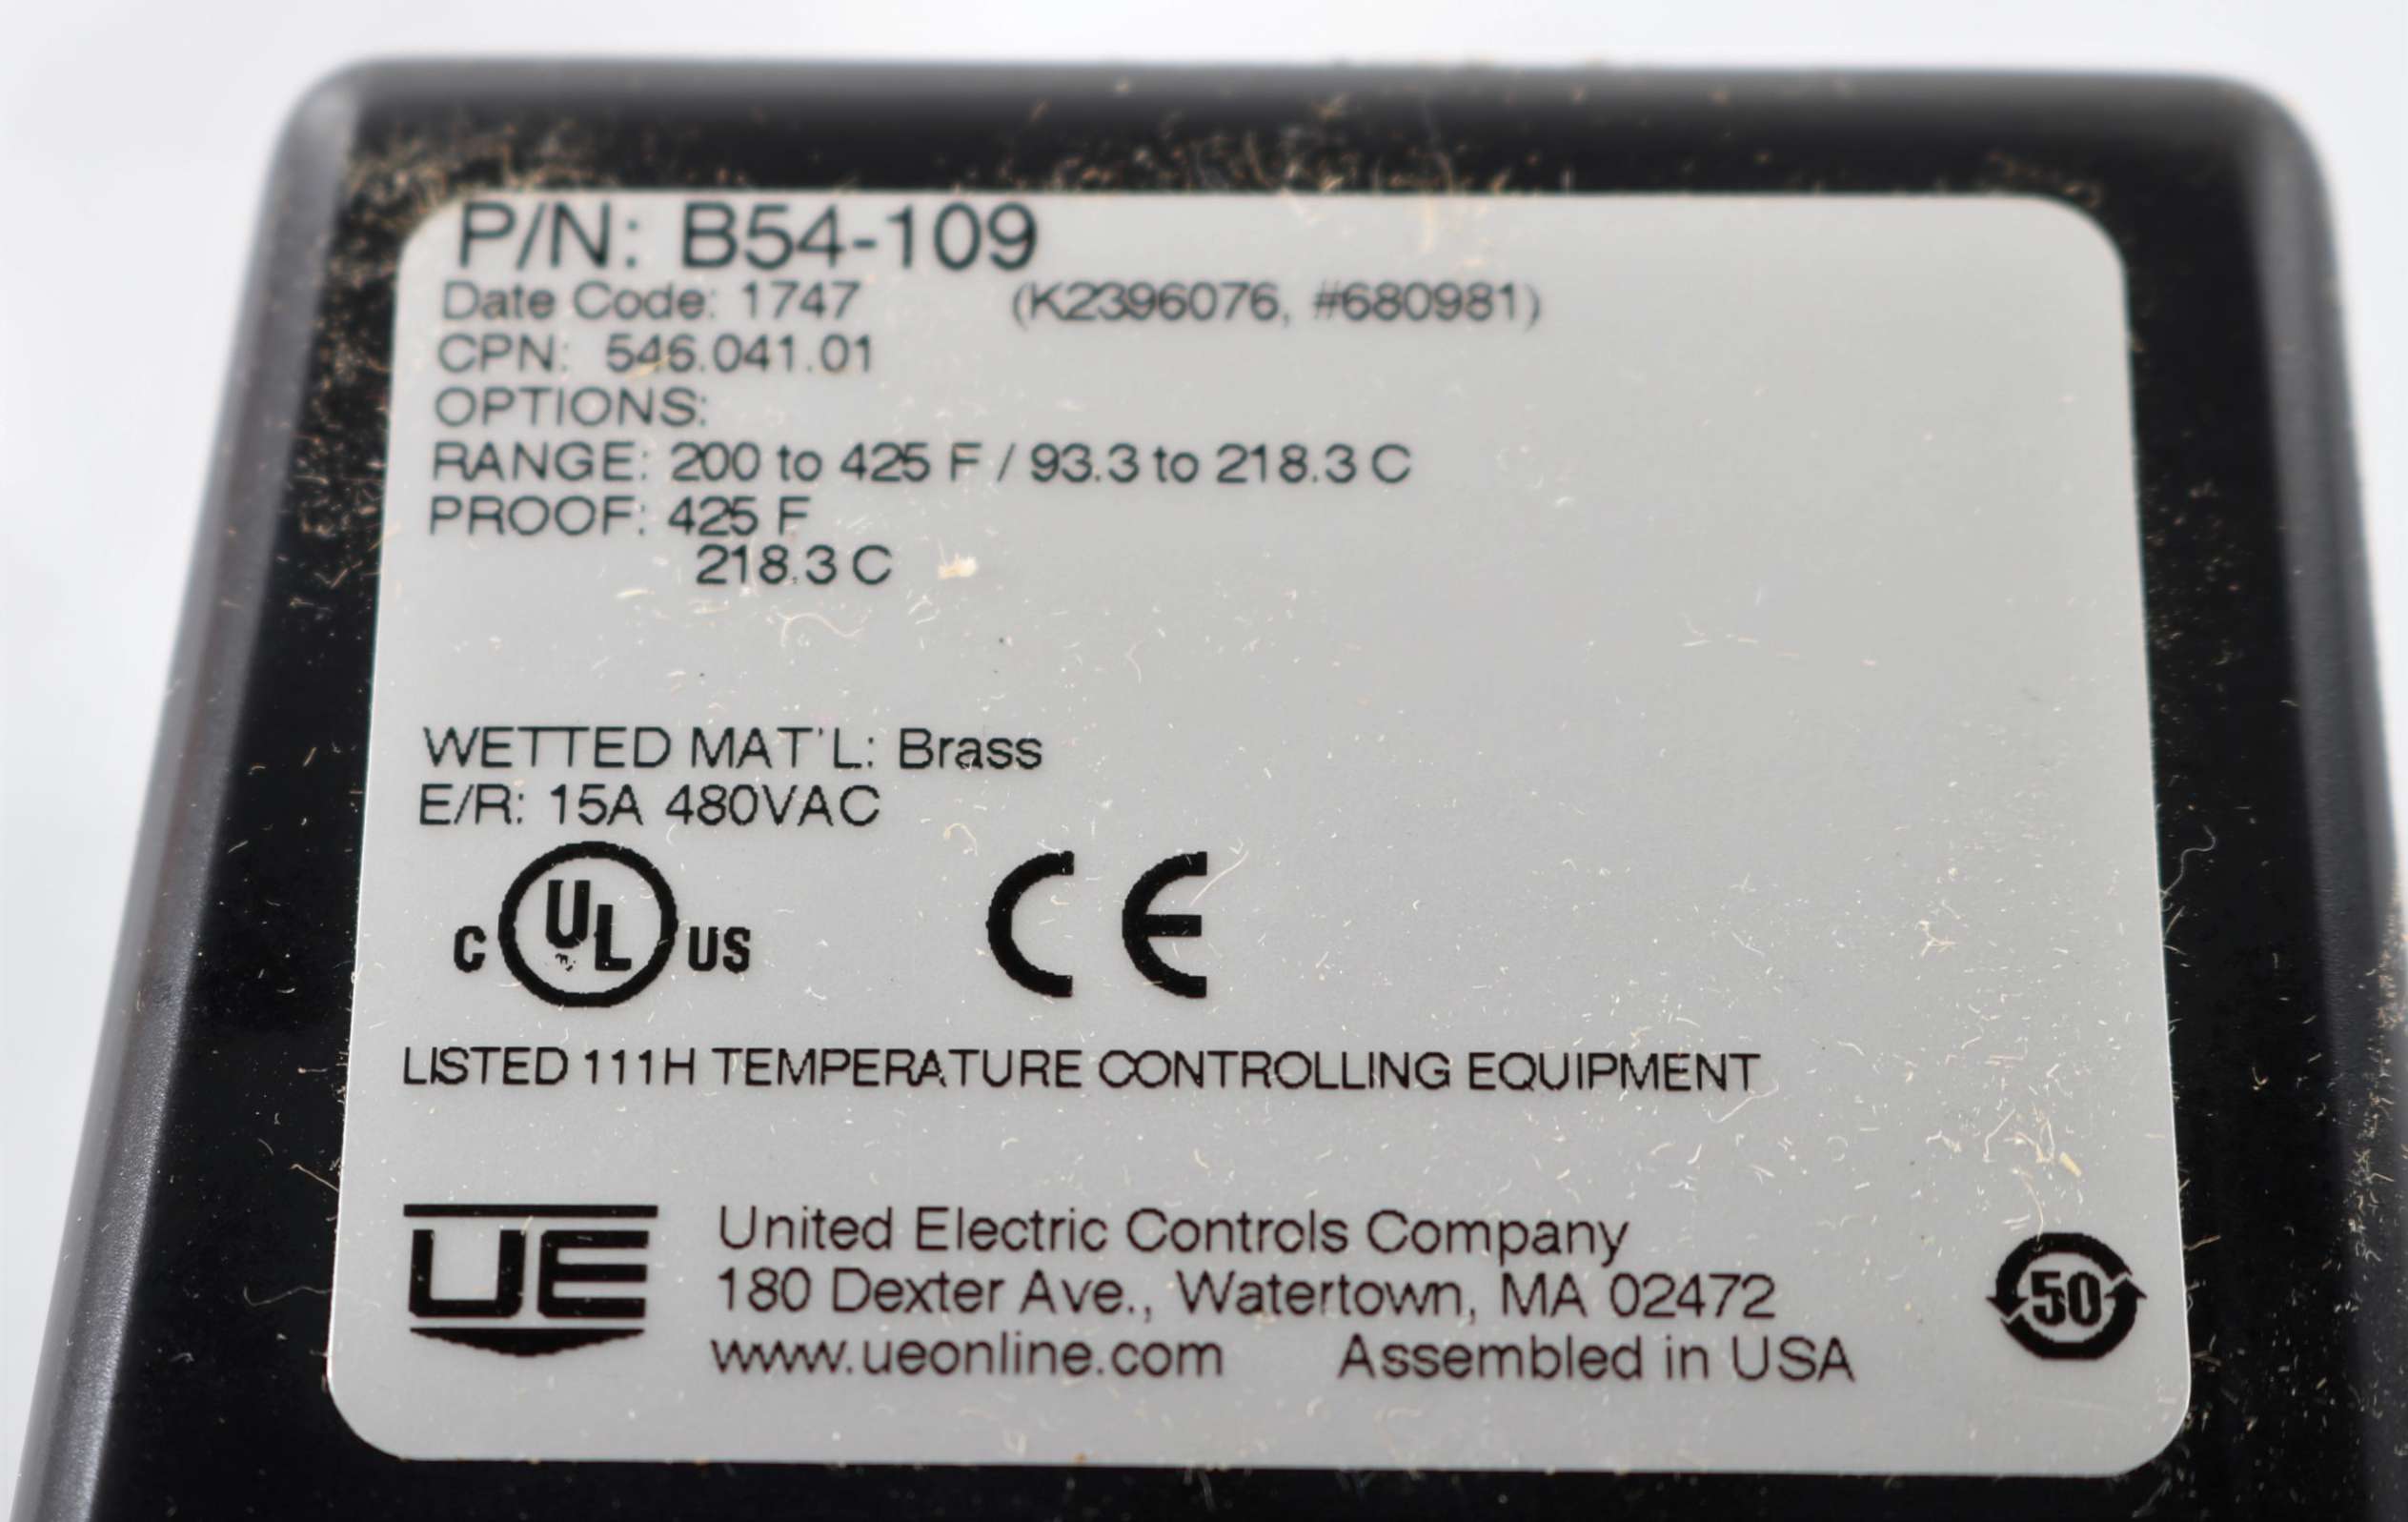 P/N: B54-109
Date Code: 1747 (K2396076, #680981)
CPN: 546.041.01
OPTIONS:
RANGE: 200 to 425 F / 93.3 to 218.3 C
PROOF: 425 F
218.3 C
WETTED MAT'L: Brass
E/R: 15A 480VAC
C UL US CE
LISTED 111H TEMPERATURE CONTROLLING EQUIPMENT
UE
United Electric Controls Company
180 Dexter Ave., Watertown, MA 02472
www.ueonline.com Assembled in USA
50